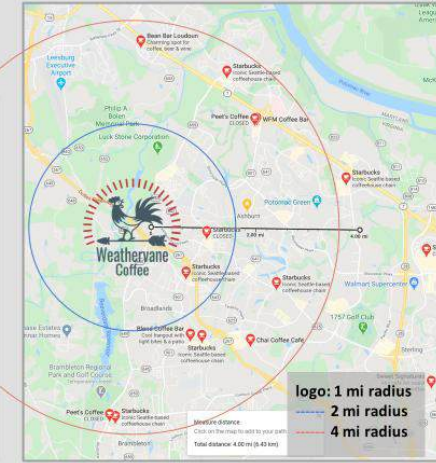 Bean Bar Loudoun
Charming spot for
coffee, beer & wine
Leesburg
Executive
Airport
Starbucks
Iconic Seattle-based
coffeehouse chain
Philip A.
Bolen
Memorial Park
Luck Stone Corporation
Peet's Coffee
CLOSED
WFM Coffee Bar
Potomac River
MARYLAND
VIRGINIA
Starbucks
Iconic Seattle-based
coffeehouse chain
Ashburn
Potomac Green
Starbucks
CLOSED
2.00 mi
4.00 mi
Weathervane
Coffee
Starbucks
Iconic Seattle-based
coffeehouse chain
Starbucks
Iconic Seattle-based
coffeehouse chain
Walmart Supercenter
Broadlands
Blend Coffee Bar
Cool hangout with
light bites & a patio
Starbucks
Iconic Seattle-based
coffeehouse chain
1757 Golf Club
Chai Coffee Cafe
Sterling
Brambleton Regional
Park and Golf Course
Temporarily closed
Peet's Coffee
CLOSED
Starbucks
Iconic Seattle-based
coffeehouse chain
Brambleton
Measure distance
Click on the map to add to your path
Total distance: 4.00 mi (6.43 km)
logo: 1 mi radius
2 mi radius
4 mi radius